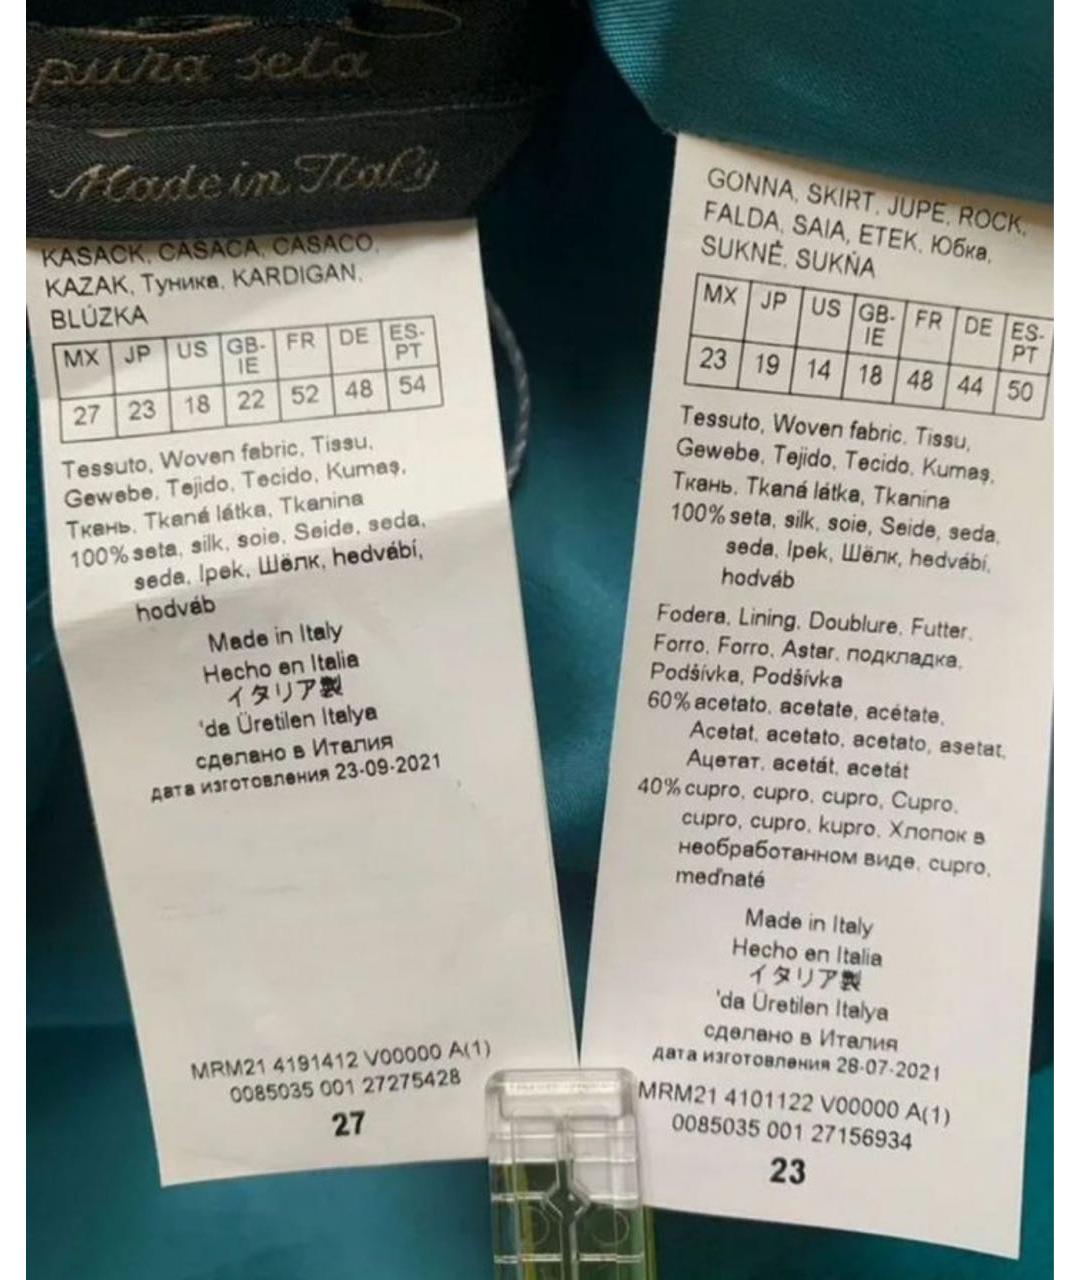 pura seta
Made in Italy
KASACK, CASACA, CASACO,
KAZAK, Туника, KARDIGAN,
BLÚZKA
MX JP US GB-IE FR DE ES-PT
27 23 18 22 52 48 54
Tessuto, Woven fabric, Tissu,
Gewebe, Tejido, Tecido, Kumaş,
Ткань, Tkaná látka, Tkanina
100% seta, silk, soie, Seide, seda,
seda, Ipek, Шёлк, hedvábí,
hodváb
Made in Italy
Hecho en Italia
イタリア製
'da Üretilen Italya
сделано в Италия
дата изготовления 23-09-2021
MRM21 4191412 V00000 A(1)
0085035 001 27275428
27
GONNA, SKIRT, JUPE, ROCK,
FALDA, SAIA, ETEK, Юбка,
SUKNĚ, SUKŇA
MX JP US GB-IE FR DE ES-PT
23 19 14 18 48 44 50
Tessuto, Woven fabric, Tissu,
Gewebe, Tejido, Tecido, Kumaş,
Ткань, Tkaná látka, Tkanina
100% seta, silk, soie, Seide, seda,
seda, Ipek, Шёлк, hedvábí,
hodváb
Fodera, Lining, Doublure, Futter,
Forro, Forro, Astar, подкладка,
Podšívka, Podšívka
60% acetato, acetate, acétate,
Acetat, acetato, acetato, asetat,
Ацетат, acetát, acetát
40% cupro, cupro, cupro, Cupro,
cupro, cupro, kupro, Хлопок в
необработанном виде, cupro,
meďnaté
Made in Italy
Hecho en Italia
イタリア製
'da Üretilen Italya
сделано в Италия
дата изготовления 28-07-2021
MRM21 4101122 V00000 A(1)
0085035 001 27156934
23